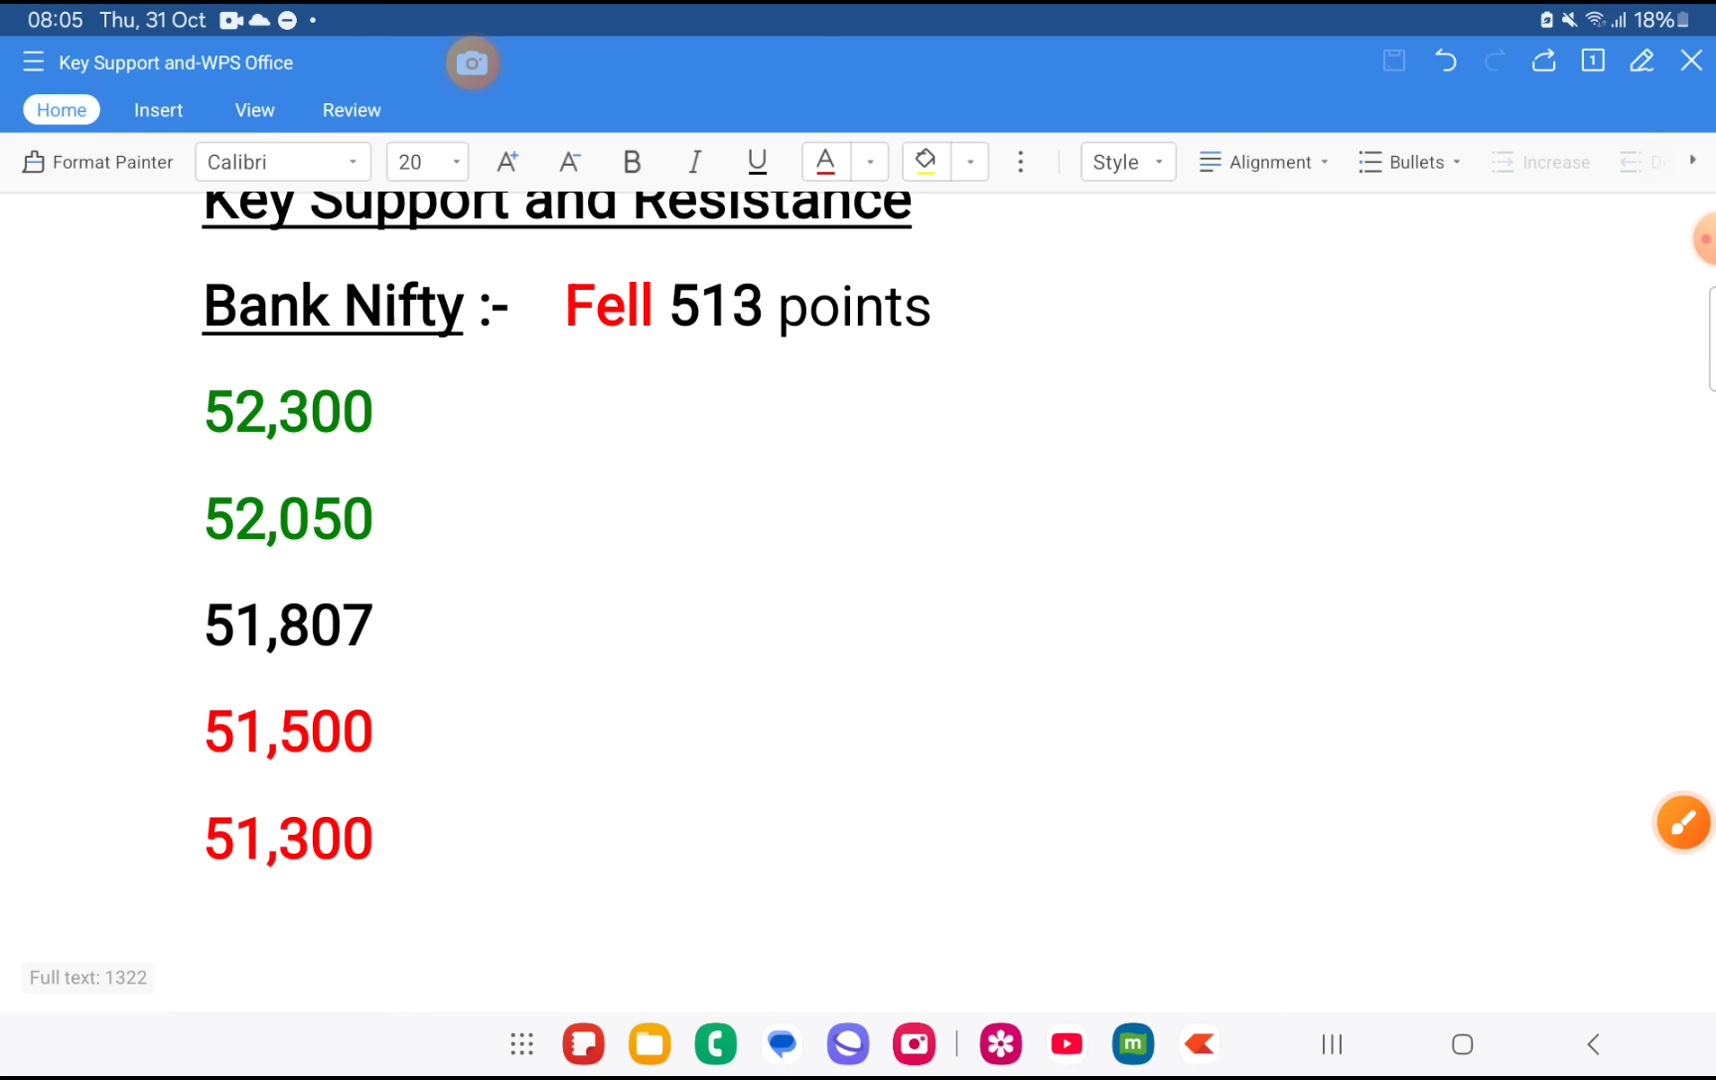 08:05 Thu, 31 Oct
18%
Key Support and-WPS Office
1
Home Insert View Review
Format Painter Calibri 20 A+ A- B I U A Style Alignment Bullets Increase De
Key Support and Resistance
Bank Nifty :- Fell 513 points
52,300
52,050
51,807
51,500
51,300
Full text: 1322
m